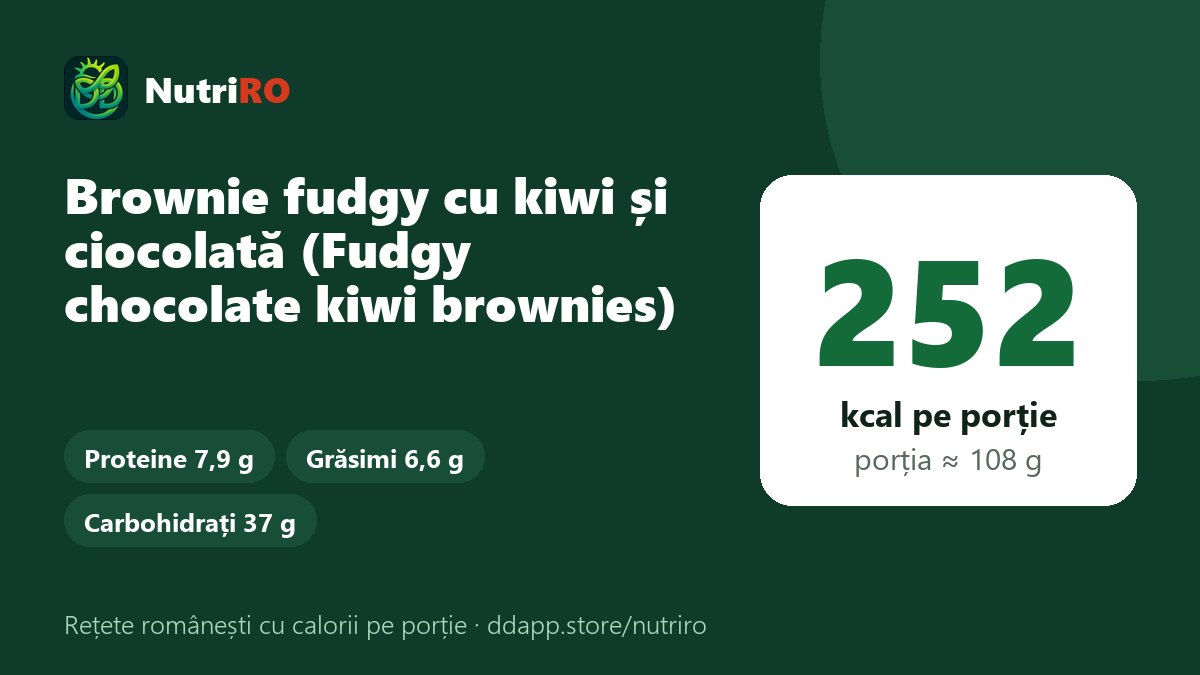 NutriRO
Brownie fudgy cu kiwi și
ciocolată (Fudgy
chocolate kiwi brownies)
252
kcal pe porție
porția ≈ 108 g
Proteine 7,9 g
Grăsimi 6,6 g
Carbohidrați 37 g
Rețete românești cu calorii pe porție · ddapp.store/nutriro